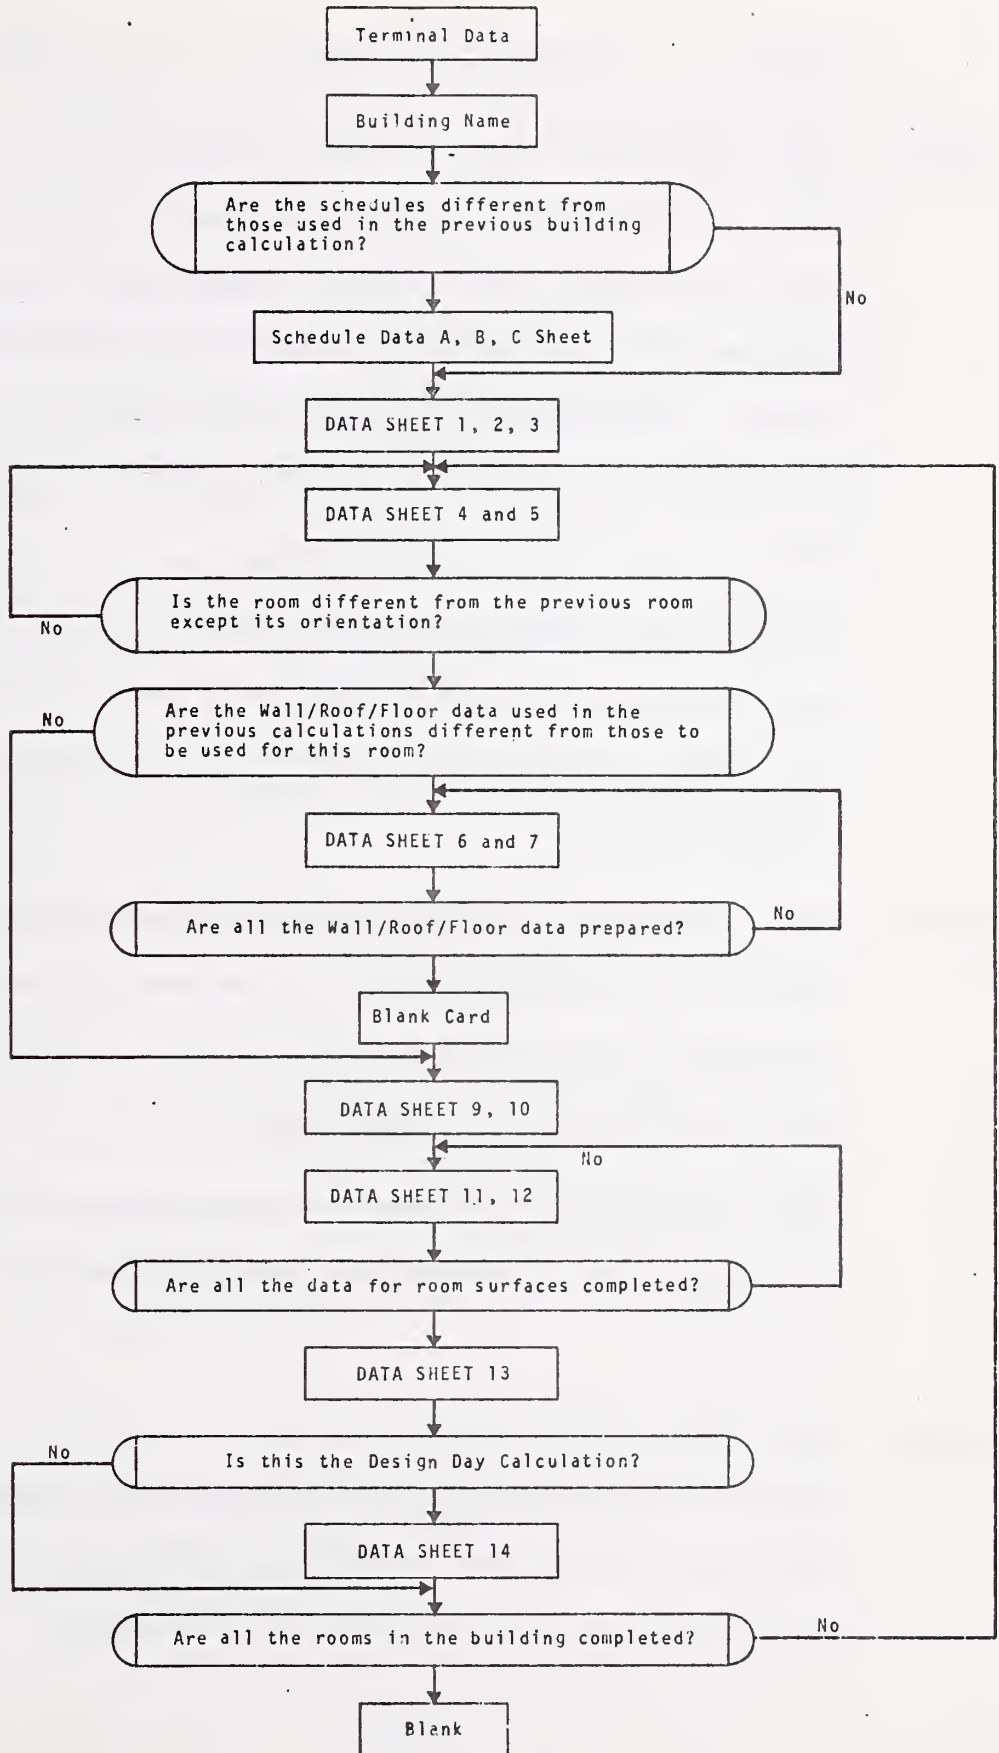 Terminal Data
Building Name
Are the schedules different from
those used in the previous building
calculation?
No
Schedule Data A, B, C Sheet
DATA SHEET 1, 2, 3
DATA SHEET 4 and 5
Is the room different from the previous room
except its orientation?
No
Are the Wall/Roof/Floor data used in the
previous calculations different from those to
be used for this room?
No
DATA SHEET 6 and 7
Are all the Wall/Roof/Floor data prepared?
No
Blank Card
DATA SHEET 9, 10
No
DATA SHEET 11, 12
Are all the data for room surfaces completed?
DATA SHEET 13
No
Is this the Design Day Calculation?
DATA SHEET 14
Are all the rooms in the building completed?
No
Blank